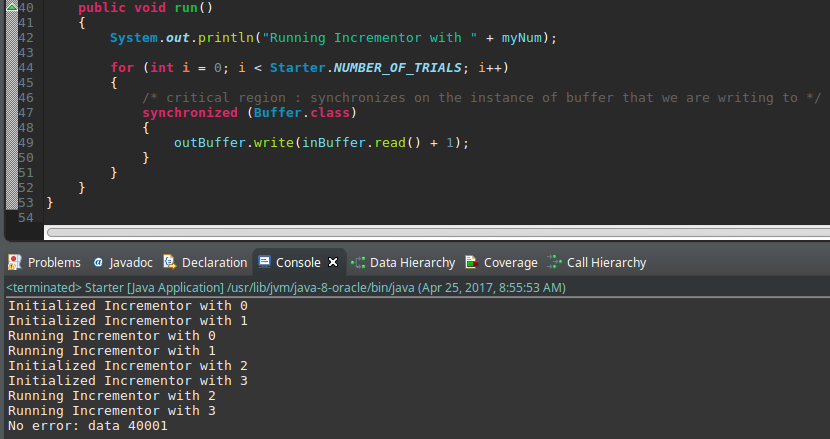 40    public void run()
41    {
42        System.out.println("Running Incrementor with " + myNum);
43
44        for (int i = 0; i < Starter.NUMBER_OF_TRIALS; i++)
45        {
46            /* critical region : synchronizes on the instance of buffer that we are writing to */
47            synchronized (Buffer.class)
48            {
49                outBuffer.write(inBuffer.read() + 1);
50            }
51        }
52    }
53 }
54
Problems @ Javadoc Declaration Console Data Hierarchy Coverage Call Hierarchy
<terminated> Starter [Java Application] /usr/lib/jvm/java-8-oracle/bin/java (Apr 25, 2017, 8:55:53 AM)
Initialized Incrementor with 0
Initialized Incrementor with 1
Running Incrementor with 0
Running Incrementor with 1
Initialized Incrementor with 2
Initialized Incrementor with 3
Running Incrementor with 2
Running Incrementor with 3
No error: data 40001